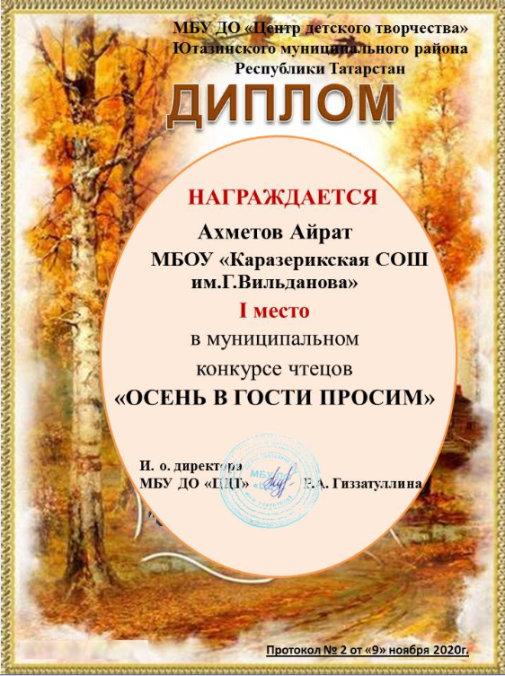 МБУ ДО «Центр детского творчества»
Ютазинского муниципального района
Республики Татарстан
ДИПЛОМ
НАГРАЖДАЕТСЯ
Ахметов Айрат
МБОУ «Каразерикская СОШ
им.Г.Вильданова»
I место
в муниципальном
конкурсе чтецов
«ОСЕНЬ В ГОСТИ ПРОСИМ»
И. о. директора
МБУ ДО «ЦДТ» Е.А. Гиззатуллина
Протокол № 2 от «9» ноября 2020г.